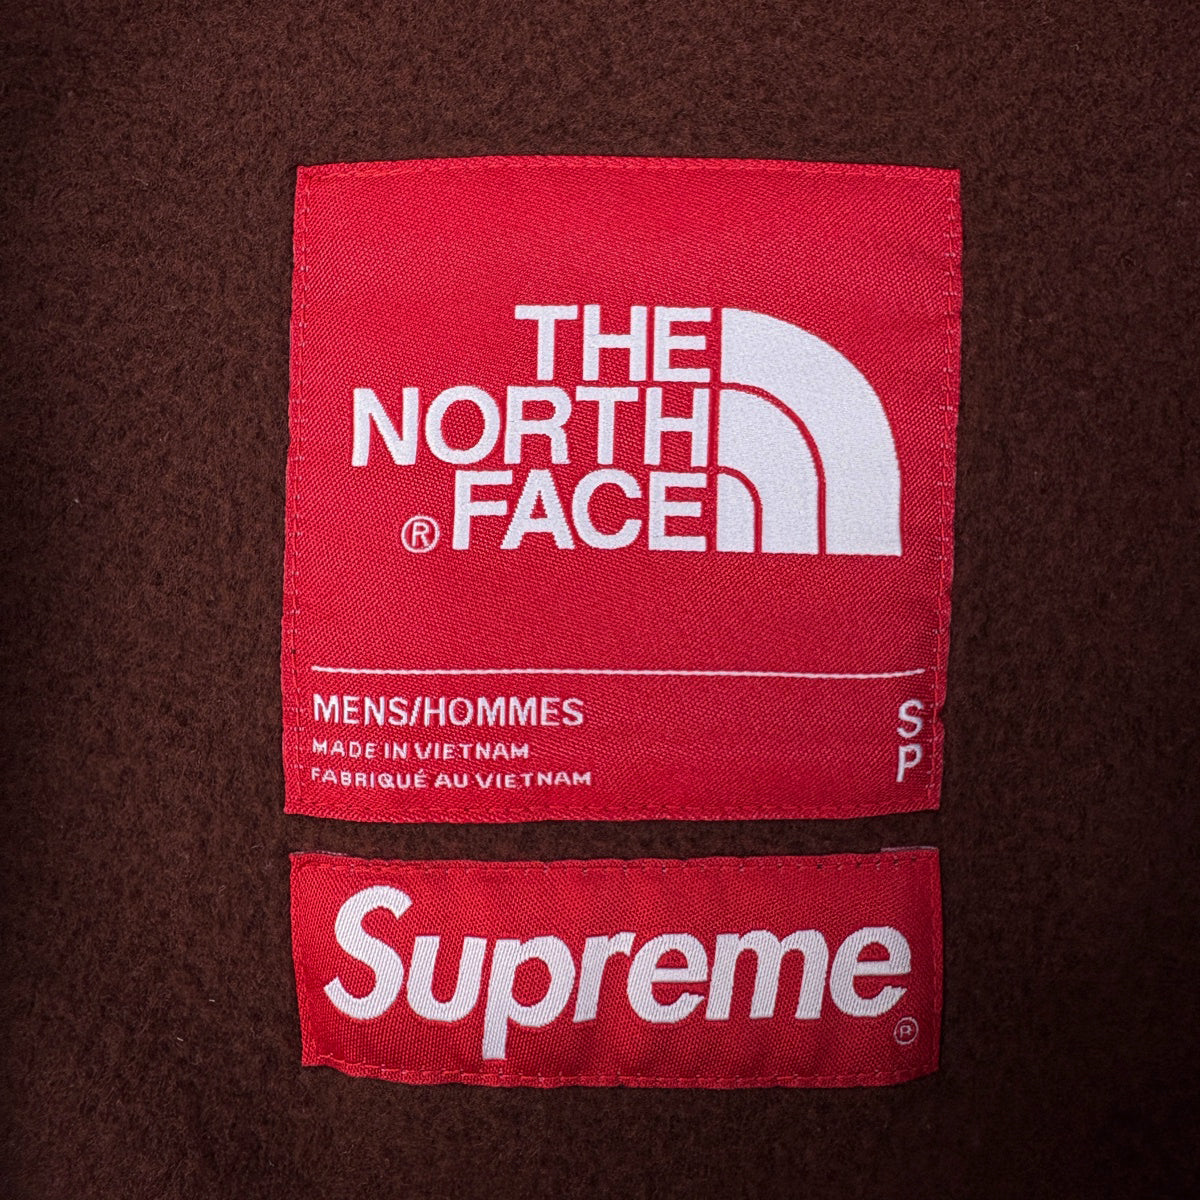 THE
NORTH
® FACE
MENS/HOMMES S
MADE IN VIETNAM P
FABRIQUÉ AU VIETNAM
Supreme ®